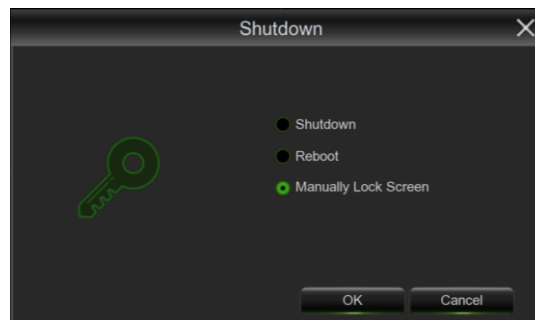 Shutdown
Shutdown
Reboot
Manually Lock Screen
OK
Cancel